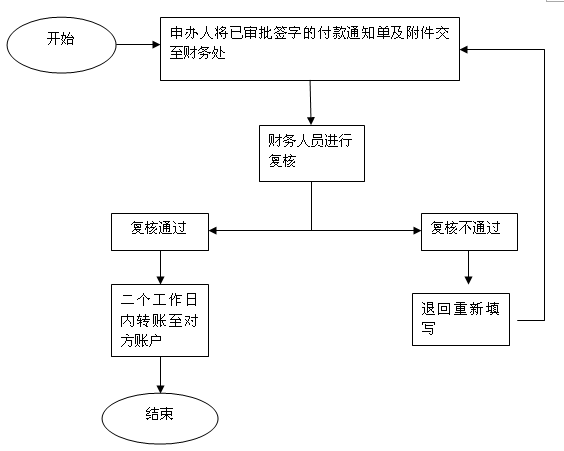 开始
申办人将已审批签字的付款通知单及附件交
至财务处
财务人员进行
复核
复核通过
复核不通过
二个工作日
内转账至对
方账户
退回重新填
写
结束